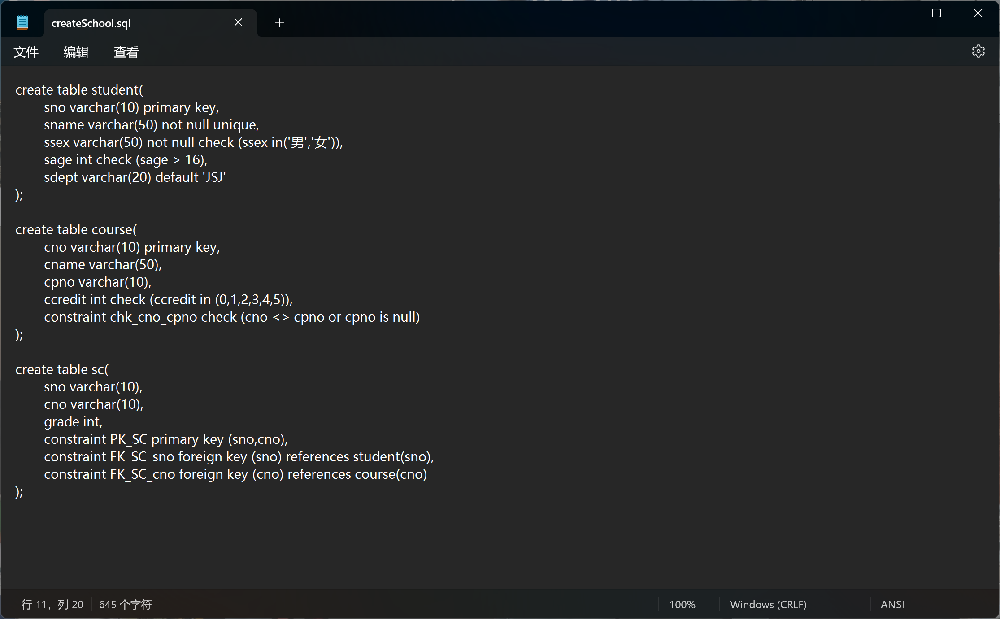 createSchool.sql
文件 编辑 查看
create table student(
sno varchar(10) primary key,
sname varchar(50) not null unique,
ssex varchar(50) not null check (ssex in('男','女')),
sage int check (sage > 16),
sdept varchar(20) default 'JSJ'
);
create table course(
cno varchar(10) primary key,
cname varchar(50),
cpno varchar(10),
ccredit int check (ccredit in (0,1,2,3,4,5)),
constraint chk_cno_cpno check (cno <> cpno or cpno is null)
);
create table sc(
sno varchar(10),
cno varchar(10),
grade int,
constraint PK_SC primary key (sno,cno),
constraint FK_SC_sno foreign key (sno) references student(sno),
constraint FK_SC_cno foreign key (cno) references course(cno)
);
行 11，列 20 645 个字符 100% Windows (CRLF) ANSI